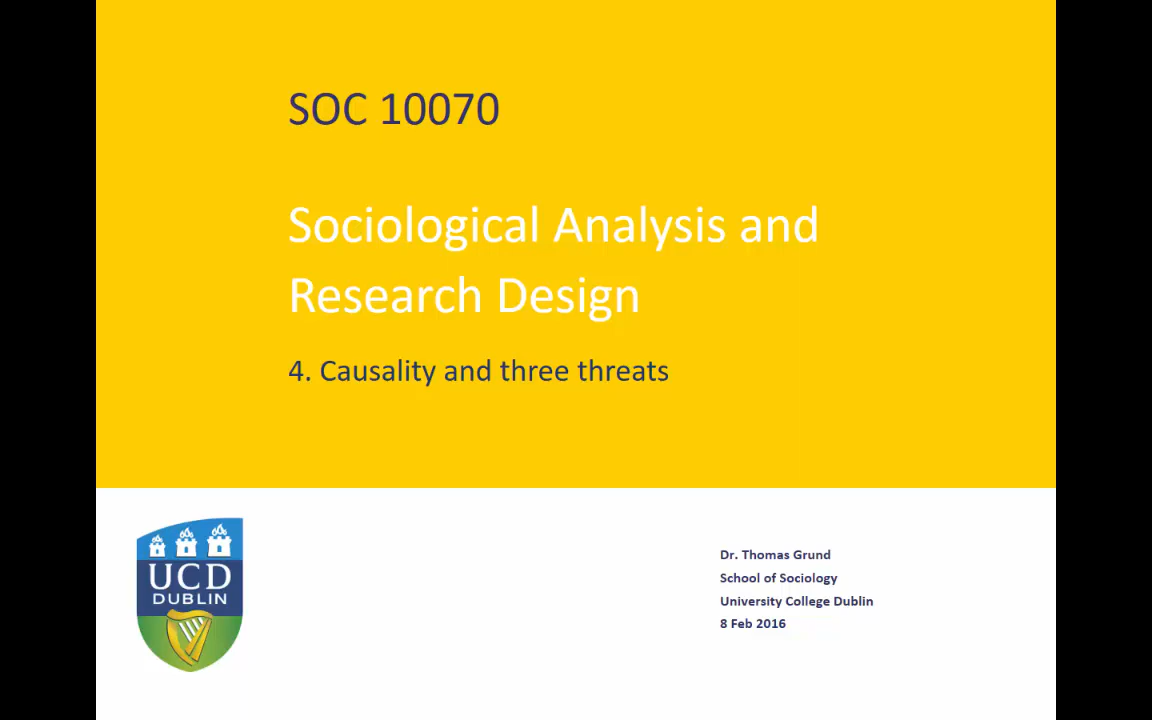 SOC 10070
Sociological Analysis and
Research Design
4. Causality and three threats
UCD
DUBLIN
Dr. Thomas Grund
School of Sociology
University College Dublin
8 Feb 2016